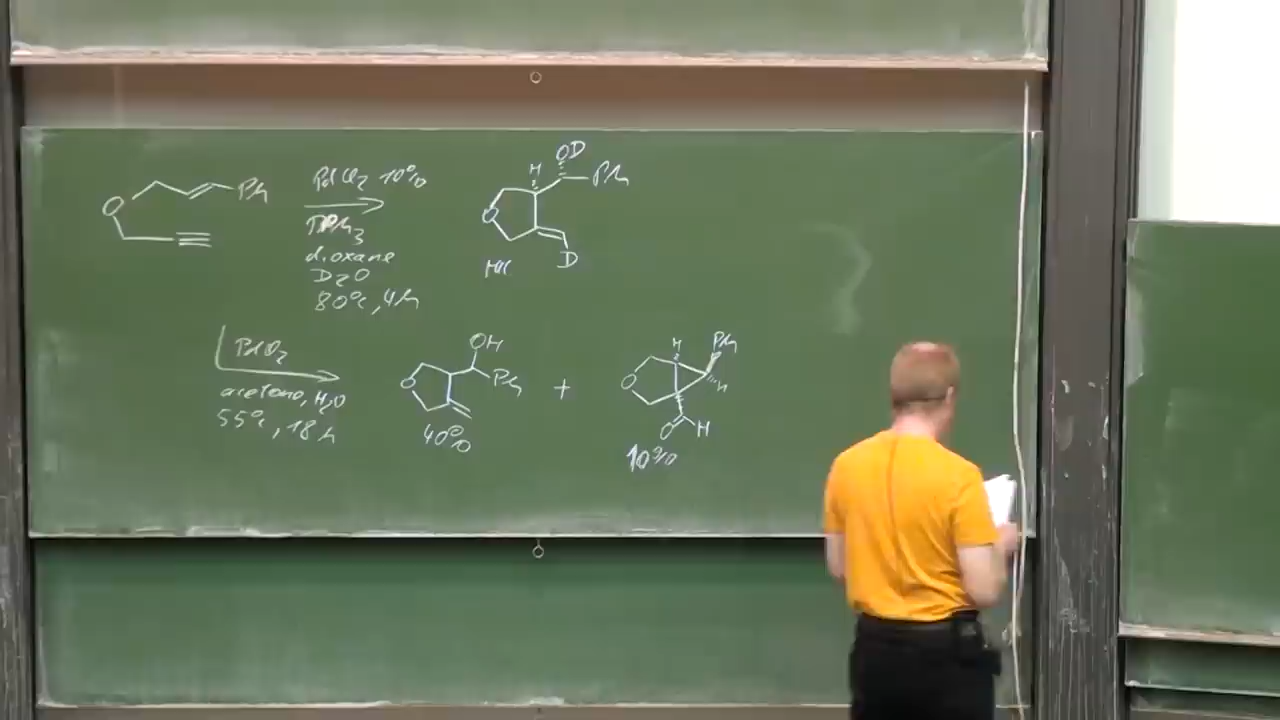 O
Ph
PdCl2 10%
PPh3
dioxane
D2O
80°C, 4h
H
OD
Ph
O
D
PdCl2
acetone, H2O
55°C, 18h
O
OH
Ph
40%
+
O
H
Ph
H
O
H
10%